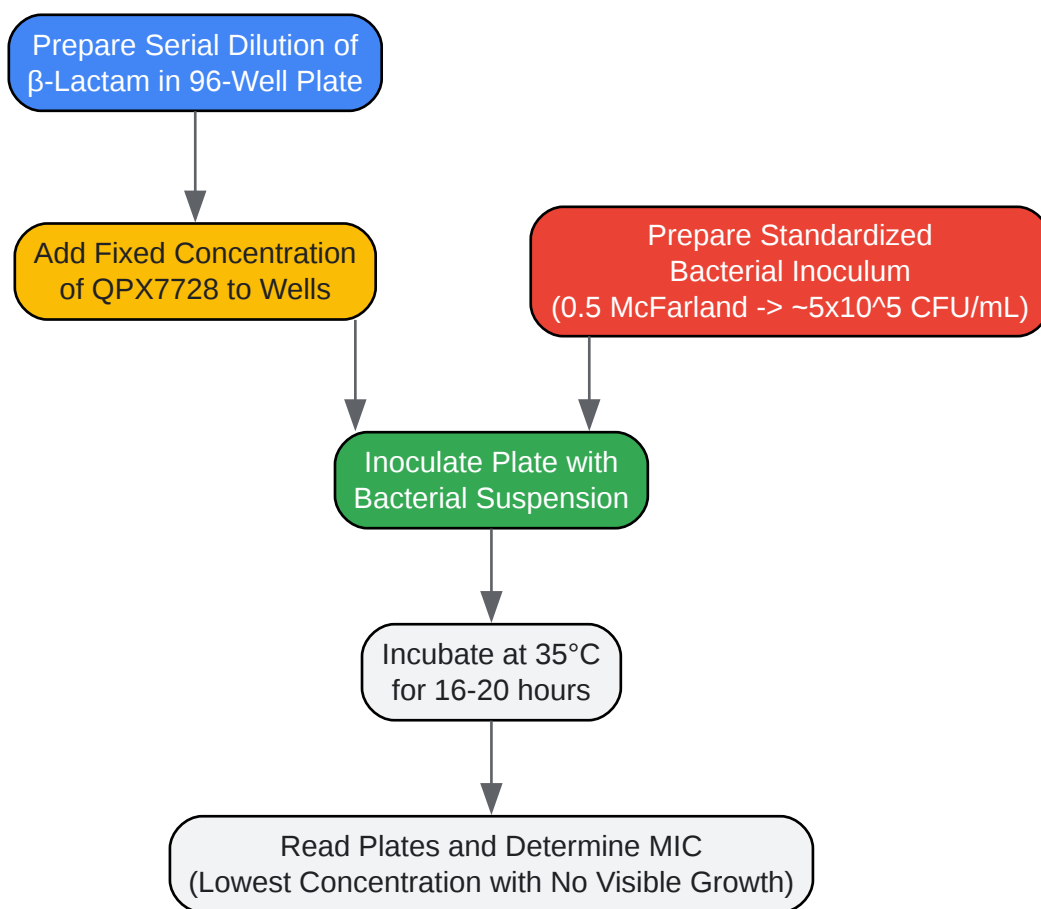 Prepare Serial Dilution of
β-Lactam in 96-Well Plate
Add Fixed Concentration
of QPX7728 to Wells
Prepare Standardized
Bacterial Inoculum
(0.5 McFarland -> ~5x10^5 CFU/mL)
Inoculate Plate with
Bacterial Suspension
Incubate at 35°C
for 16-20 hours
Read Plates and Determine MIC
(Lowest Concentration with No Visible Growth)